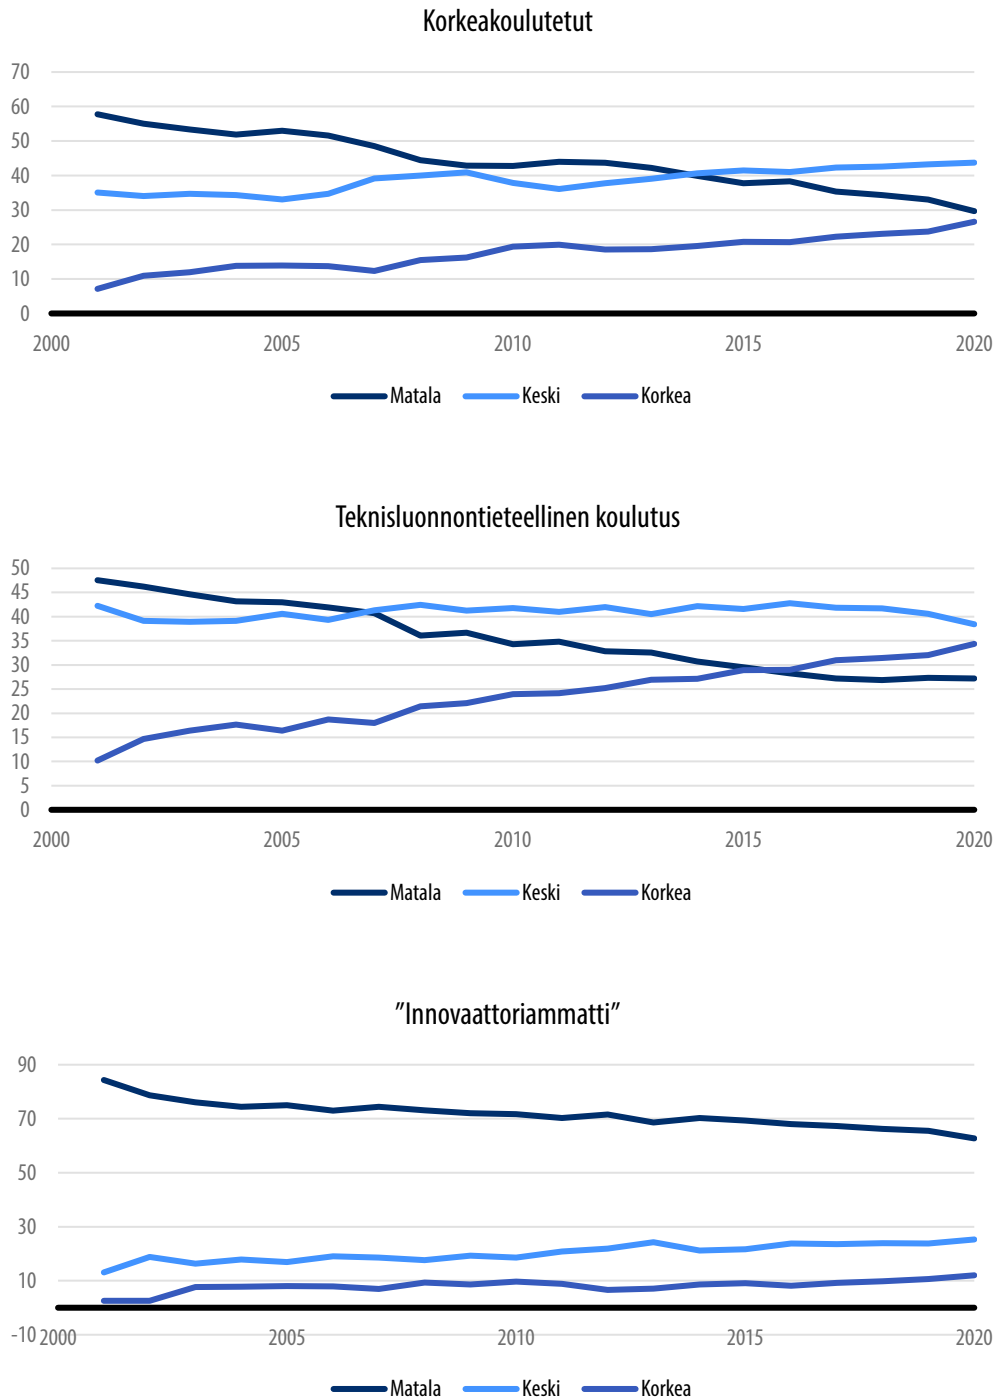 Korkeakoulutetut
70
60
50
40
30
20
10
0
2000 2005 2010 2015 2020
Matala Keski Korkea
Teknisluonnontieteellinen koulutus
50
45
40
35
30
25
20
15
10
5
0
2000 2005 2010 2015 2020
Matala Keski Korkea
”Innovaattoriammatti”
90
70
50
30
10
-10 2000 2005 2010 2015 2020
Matala Keski Korkea